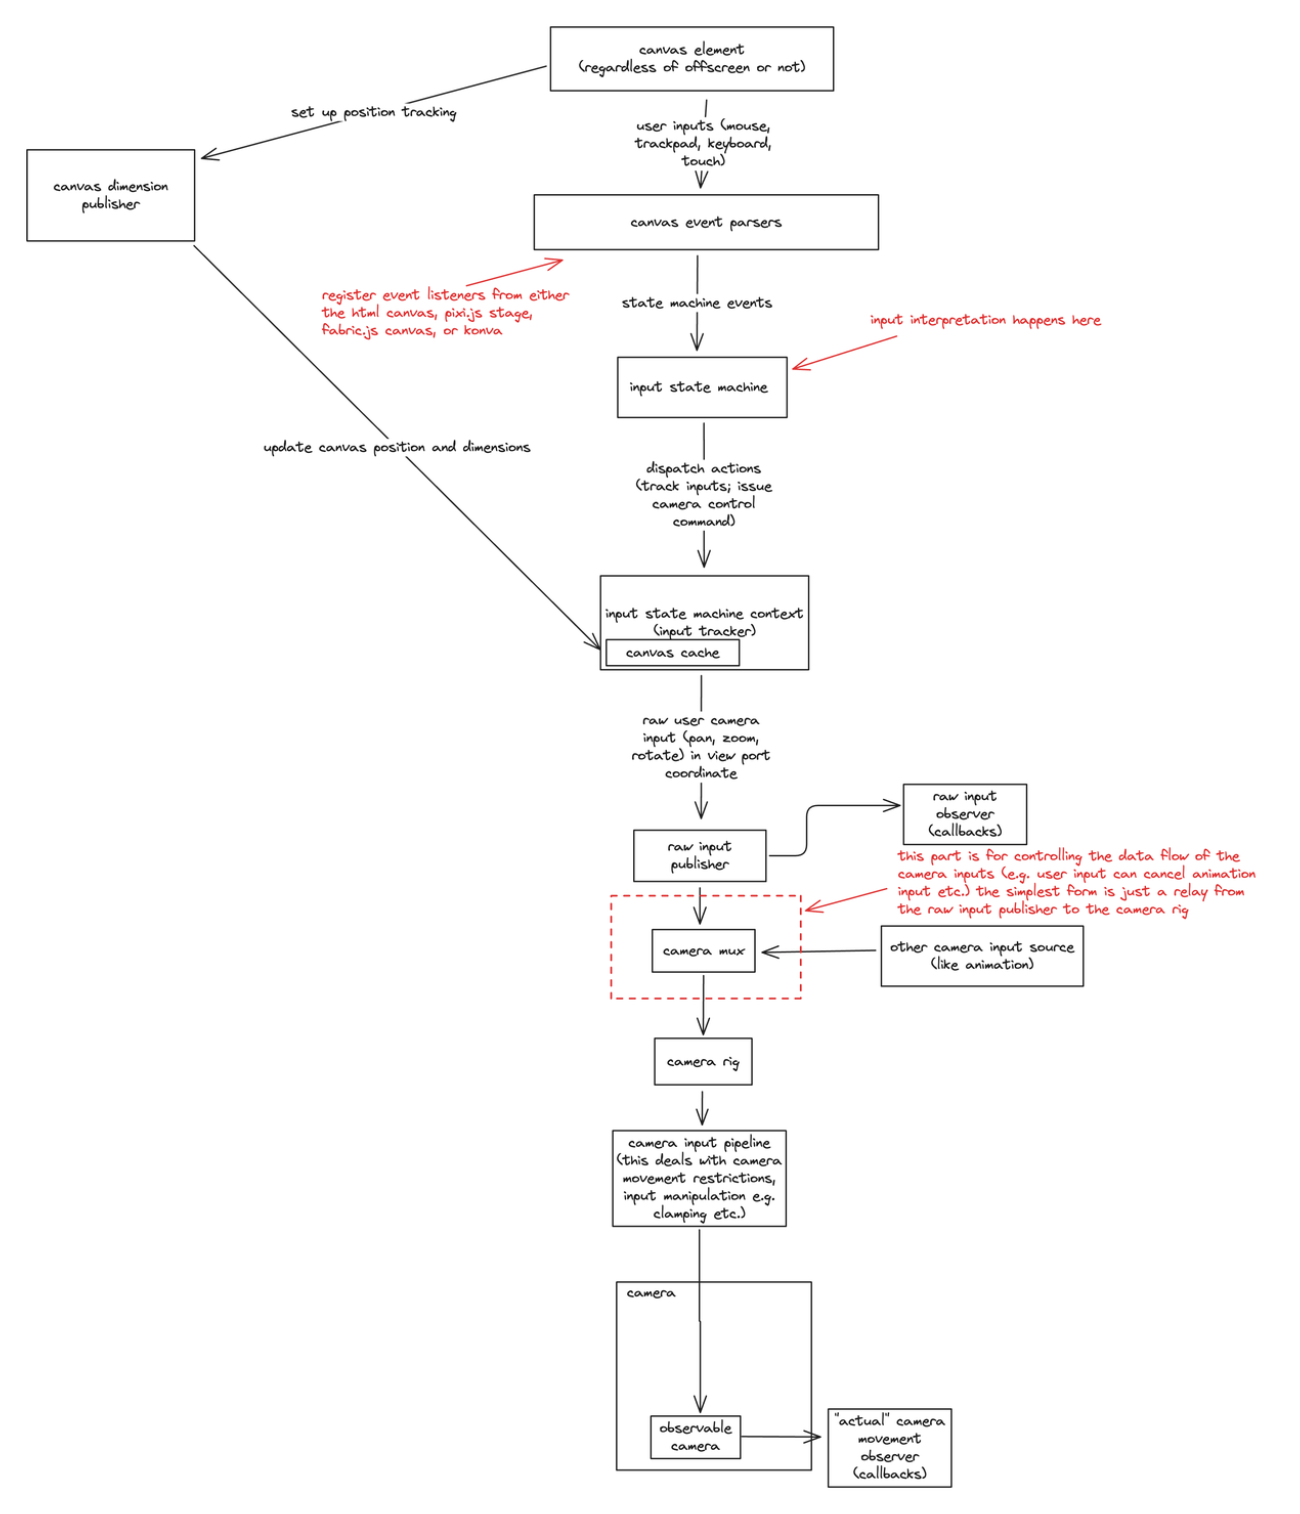 canvas element
(regardless of offscreen or not)
set up position tracking
user inputs (mouse,
trackpad, keyboard,
touch)
canvas dimension
publisher
canvas event parsers
register event listeners from either
the html canvas, pixi.js stage,
fabric.js canvas, or konva
state machine events
input interpretation happens here
input state machine
update canvas position and dimensions
dispatch actions
(track inputs; issue
camera control
command)
input state machine context
(input tracker)
canvas cache
raw user camera
input (pan, zoom,
rotate) in view port
coordinate
raw input
observer
(callbacks)
raw input
publisher
this part is for controlling the data flow of the
camera inputs (e.g. user input can cancel animation
input etc.) the simplest form is just a relay from
the raw input publisher to the camera rig
camera mux
other camera input source
(like animation)
camera rig
camera input pipeline
(this deals with camera
movement restrictions,
input manipulation e.g.
clamping etc.)
camera
observable
camera
"actual" camera
movement
observer
(callbacks)